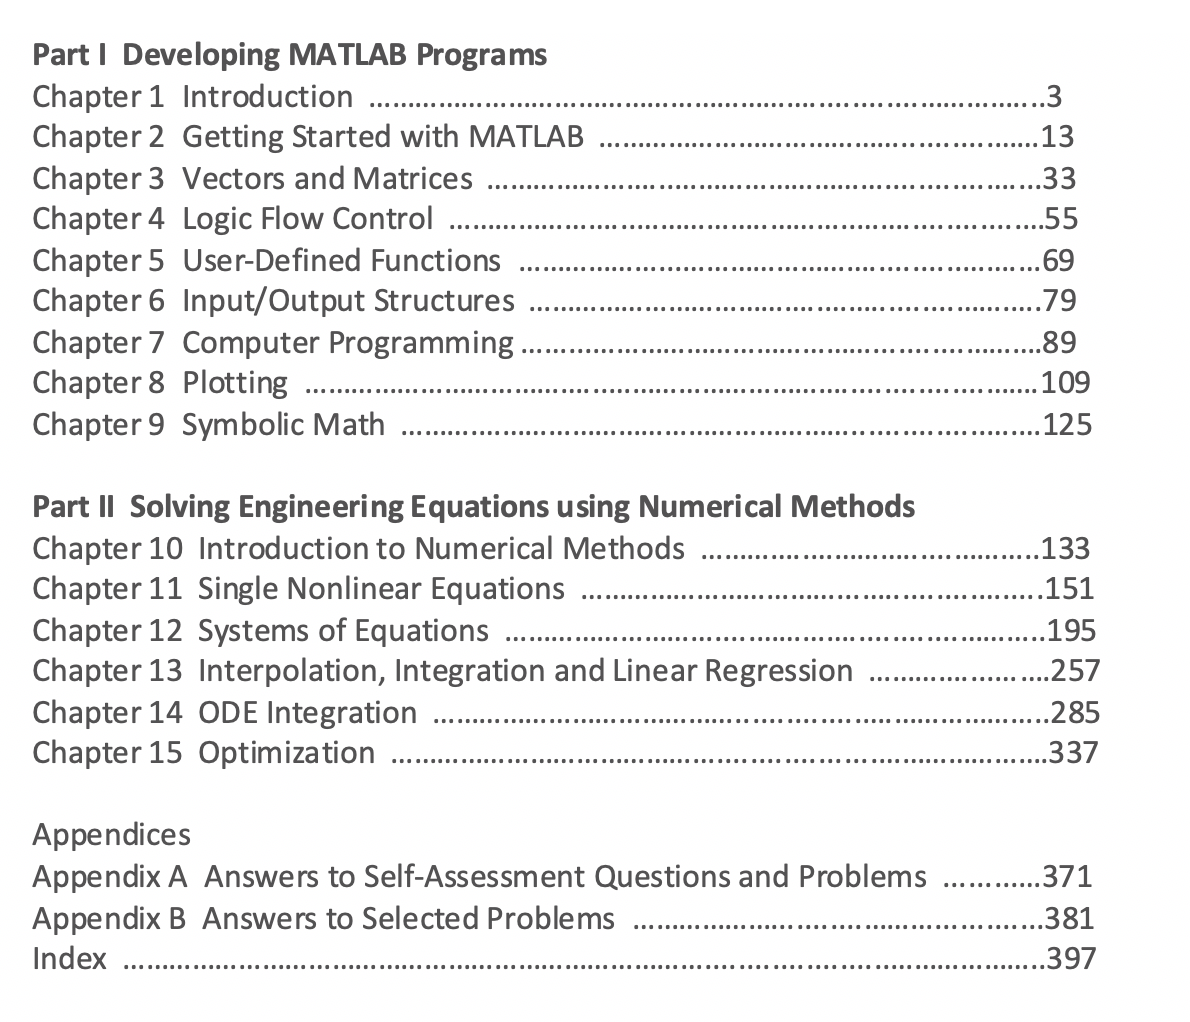 Part I  Developing MATLAB Programs
Chapter 1  Introduction ................................................................3
Chapter 2  Getting Started with MATLAB ................................................................13
Chapter 3  Vectors and Matrices ................................................................33
Chapter 4  Logic Flow Control ................................................................55
Chapter 5  User-Defined Functions ................................................................69
Chapter 6  Input/Output Structures ................................................................79
Chapter 7  Computer Programming ................................................................89
Chapter 8  Plotting ................................................................109
Chapter 9  Symbolic Math ................................................................125
Part II  Solving Engineering Equations using Numerical Methods
Chapter 10  Introduction to Numerical Methods ................................................133
Chapter 11  Single Nonlinear Equations ................................................................151
Chapter 12  Systems of Equations ................................................................195
Chapter 13  Interpolation, Integration and Linear Regression ........................257
Chapter 14  ODE Integration ................................................................285
Chapter 15  Optimization ................................................................337
Appendices
Appendix A  Answers to Self-Assessment Questions and Problems ............371
Appendix B  Answers to Selected Problems ................................................381
Index ................................................................397